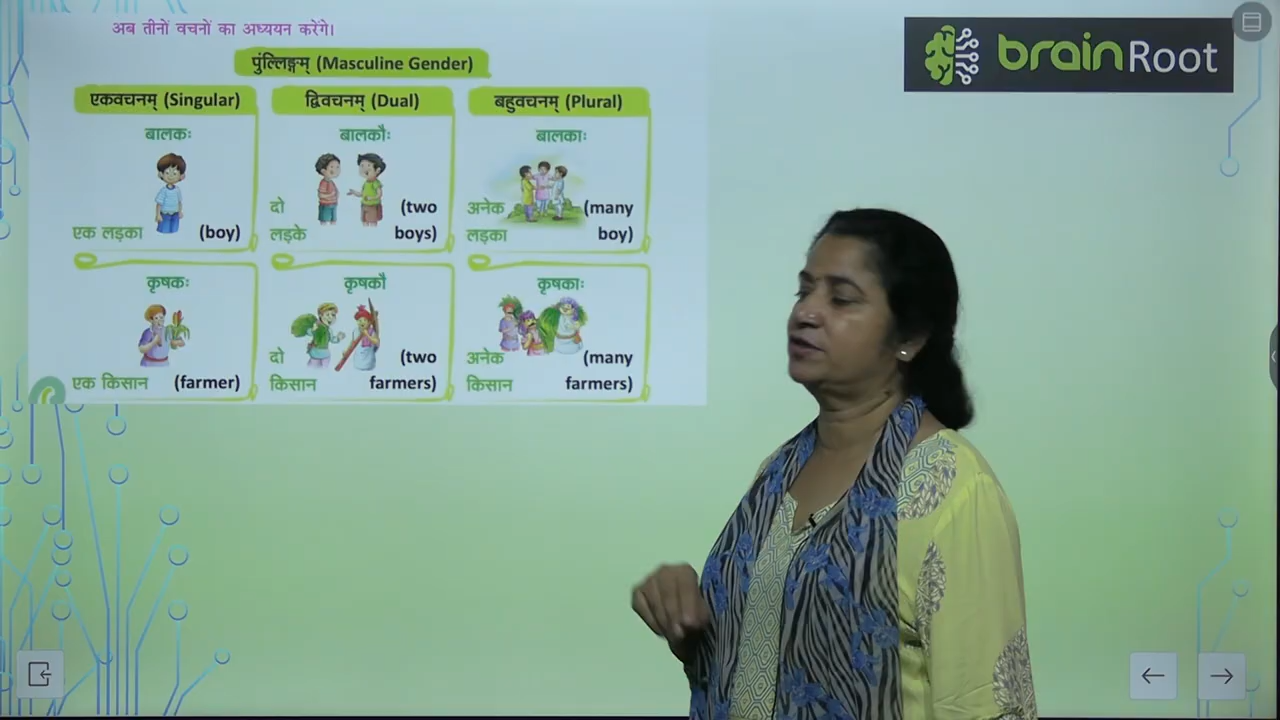 अब तीनों वचनों का अध्ययन करेंगे।
brainRoot
पुंल्लिङ्गम् (Masculine Gender)
एकवचनम् (Singular)
द्विवचनम् (Dual)
बहुवचनम् (Plural)
बालकः
एक लड़का (boy)
बालकौः
दो (two
लड़के boys)
बालकाः
अनेक (many
लड़का boy)
कृषकः
एक किसान (farmer)
कृषकौ
दो (two
किसान farmers)
कृषकाः
अनेक (many
किसान farmers)